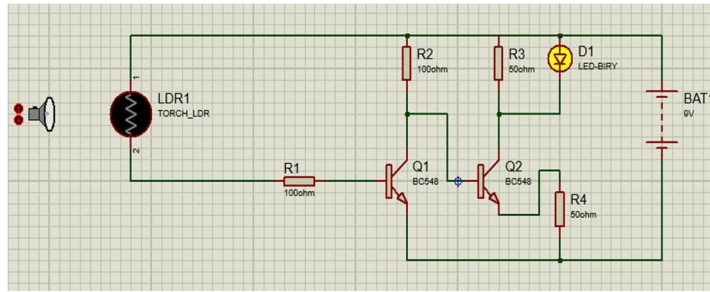 R2
100ohm
R3
50ohm
D1
LED-BIRY
1
LDR1
TORCH_LDR
2
BAT1
9V
R1
100ohm
Q1
BC548
Q2
BC548
R4
50ohm